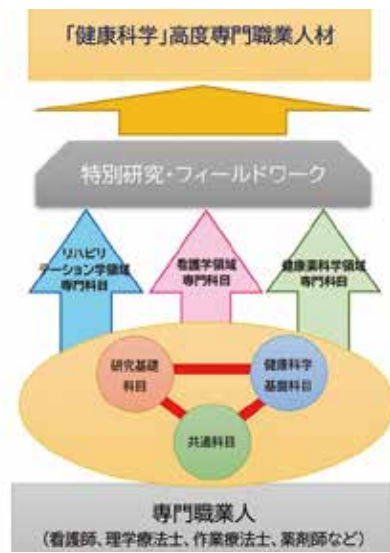 「健康科学」高度専門職業人材
特別研究・フィールドワーク
リハビリ
テーション学領域
専門科目
看護学領域
専門科目
健康薬科学領域
専門科目
研究基礎
科目
健康科学
基盤科目
共通科目
専門職業人
(看護師、理学療法士、作業療法士、薬剤師など)